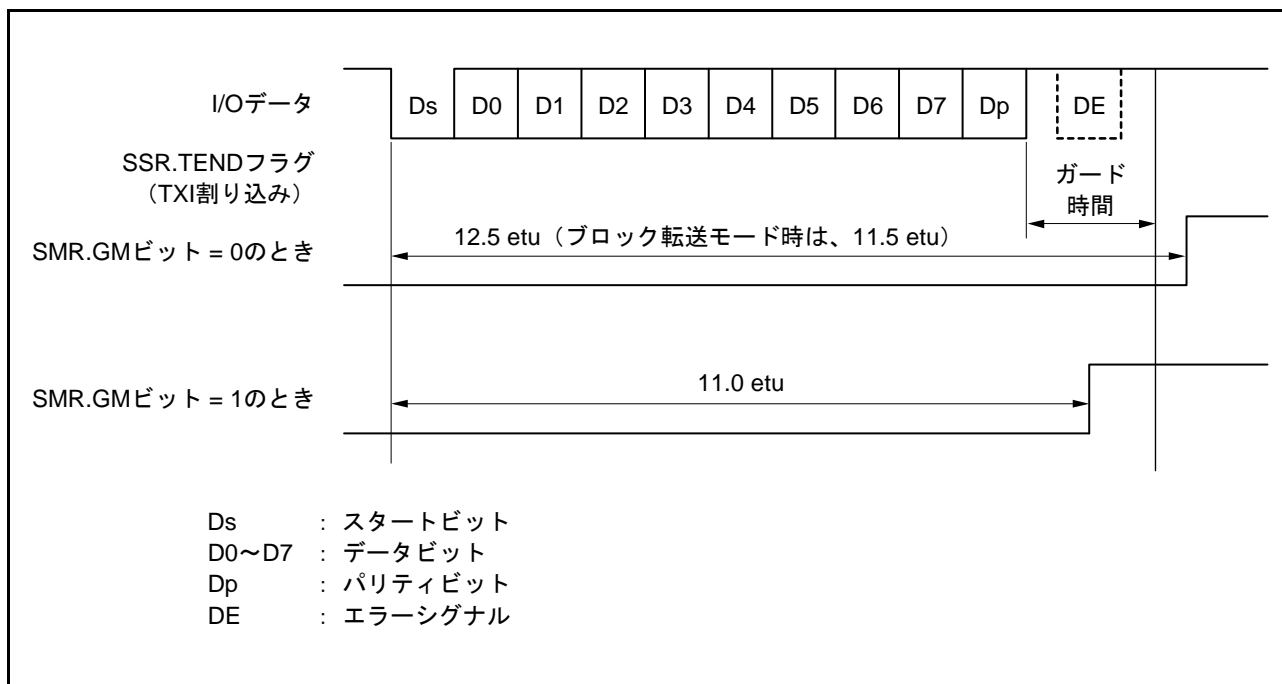 I/Oデータ
Ds D0 D1 D2 D3 D4 D5 D6 D7 Dp DE
SSR.TENDフラグ
（TXI割り込み）
ガード
時間
12.5 etu（ブロック転送モード時は、11.5 etu）
SMR.GMビット = 0のとき
11.0 etu
SMR.GMビット = 1のとき
Ds : スタートビット
D0～D7 : データビット
Dp : パリティビット
DE : エラーシグナル